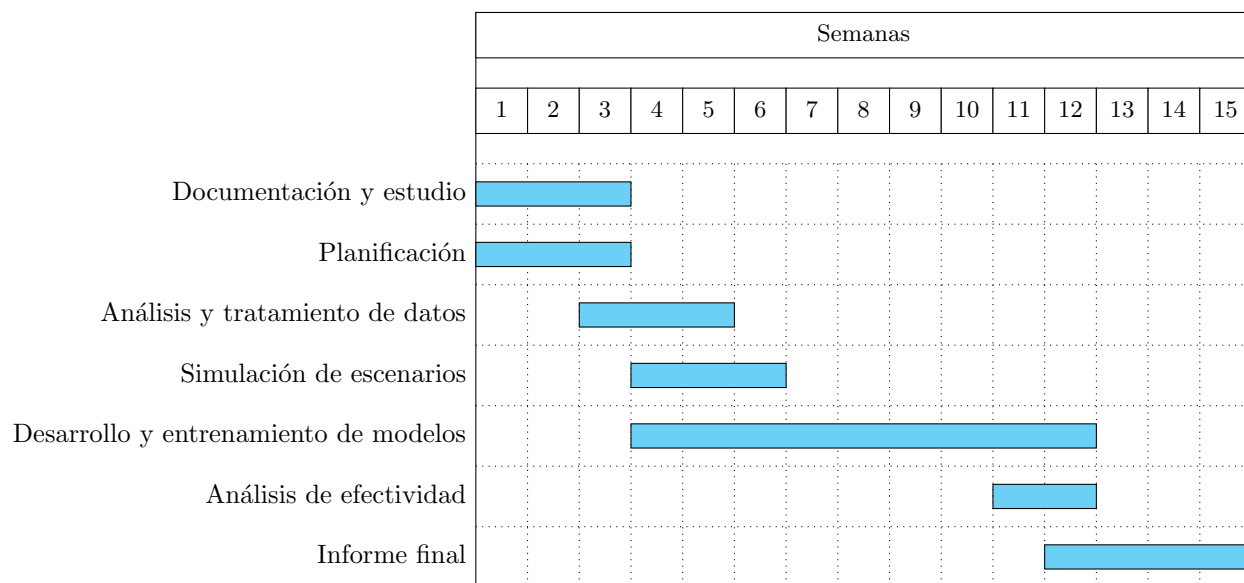 Semanas
1 2 3 4 5 6 7 8 9 10 11 12 13 14 15
Documentación y estudio
Planificación
Análisis y tratamiento de datos
Simulación de escenarios
Desarrollo y entrenamiento de modelos
Análisis de efectividad
Informe final